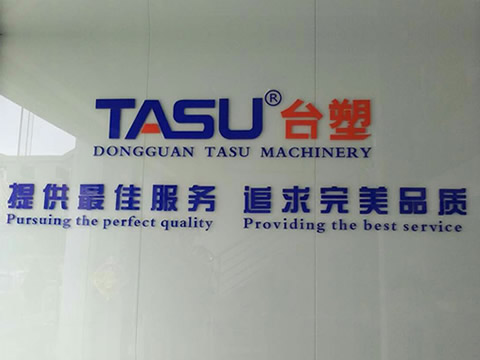 TASU® 台塑
DONGGUAN TASU MACHINERY
提供最佳服务 追求完美品质
Pursuing the perfect quality Providing the best service